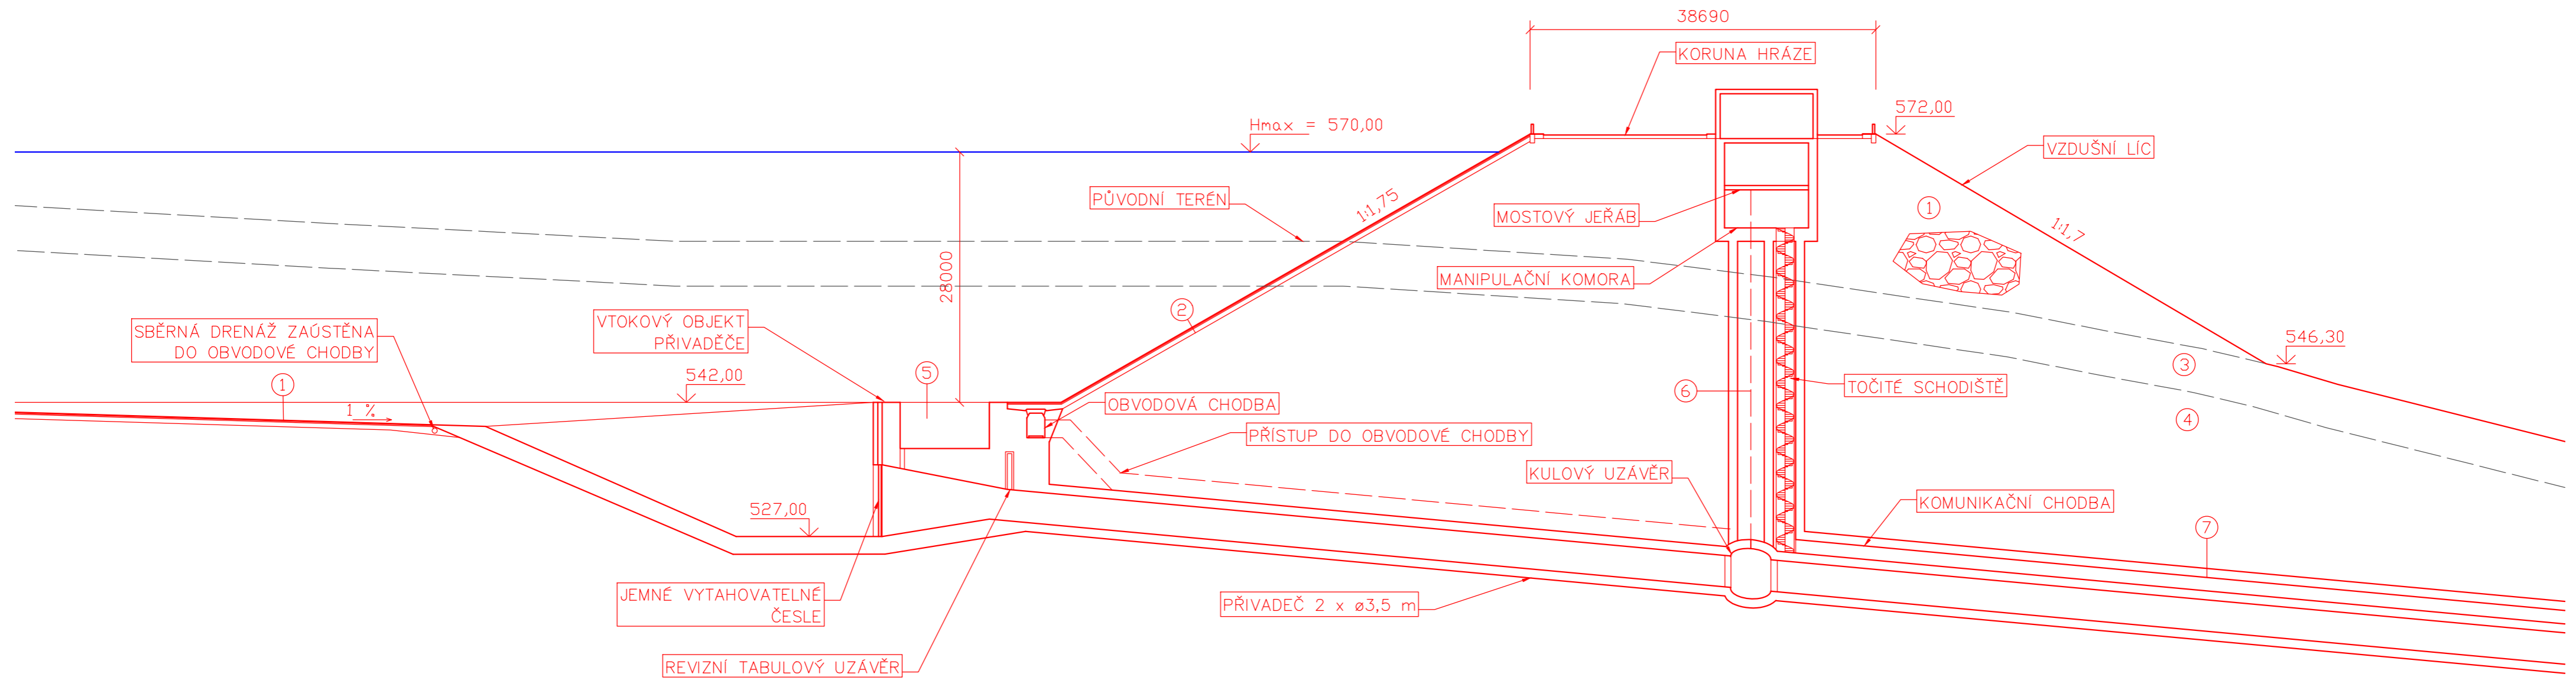 38690
KORUNA HRÁZE
Hmax = 570,00
572,00
VZDUŠNÍ LÍC
PŮVODNÍ TERÉN
1:1,75
MOSTOVÝ JEŘÁB
1
1:1,7
28000
MANIPULAČNÍ KOMORA
2
SBĚRNÁ DRENÁŽ ZAÚSTĚNA
DO OBVODOVÉ CHODBY
VTOKOVÝ OBJEKT
PŘIVADĚČE
546,30
3
1
542,00
5
6
TOČITÉ SCHODIŠTĚ
1 %
OBVODOVÁ CHODBA
4
PŘÍSTUP DO OBVODOVÉ CHODBY
KULOVÝ UZÁVĚR
KOMUNIKAČNÍ CHODBA
527,00
7
JEMNÉ VYTAHOVATELNÉ
ČESLE
PŘIVADEČ 2 x ø3,5 m
REVIZNÍ TABULOVÝ UZÁVĚR